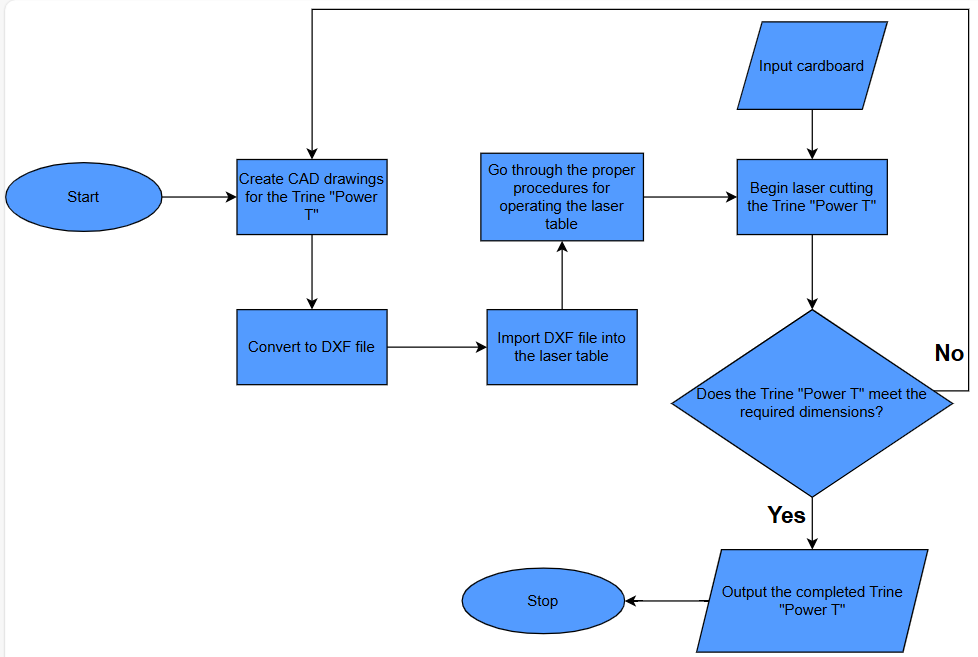 Start
Create CAD drawings
for the Trine "Power
T"
Convert to DXF file
Import DXF file into
the laser table
Go through the proper
procedures for
operating the laser
table
Input cardboard
Begin laser cutting
the Trine "Power T"
Does the Trine "Power T" meet the
required dimensions?
No
Yes
Output the completed Trine
"Power T"
Stop